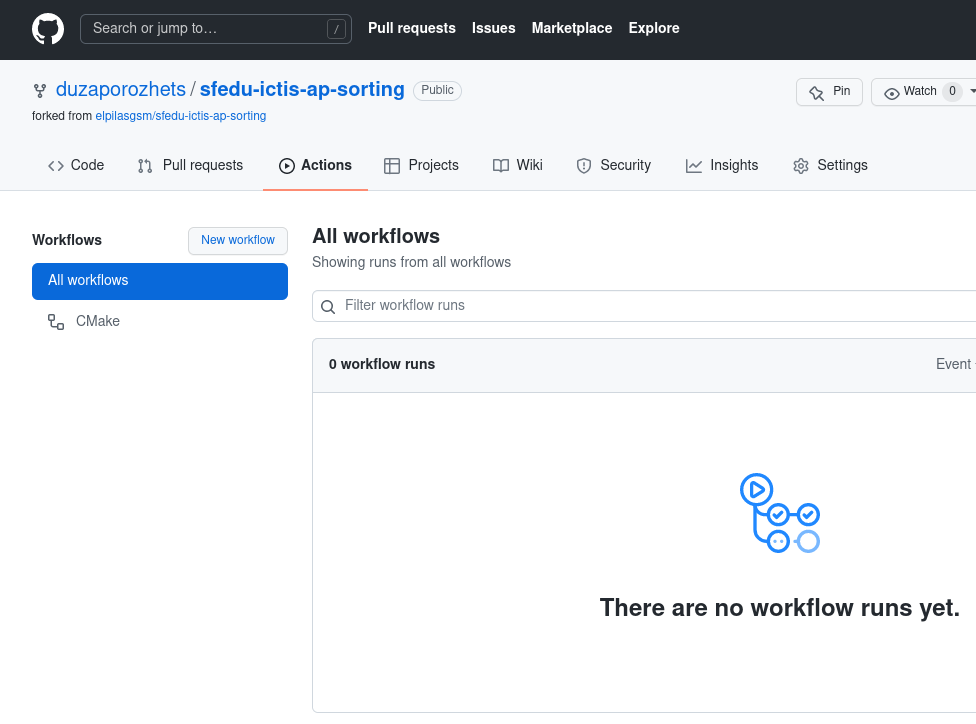 Search or jump to… / Pull requests Issues Marketplace Explore
duzaporozhets / sfedu-ictis-ap-sorting Public Pin Watch 0
forked from elpilasgsm/sfedu-ictis-ap-sorting
Code Pull requests Actions Projects Wiki Security Insights Settings
Workflows New workflow
All workflows
CMake
All workflows
Showing runs from all workflows
Filter workflow runs
0 workflow runs Event
There are no workflow runs yet.